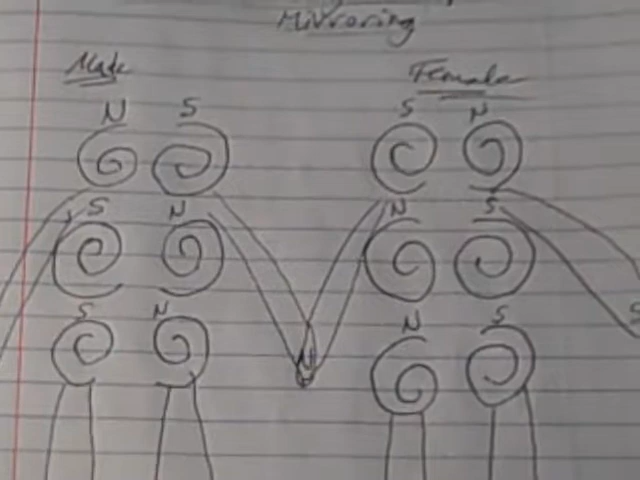 Mirroring
Male Female
N S S N
S N N S
S N N S
S